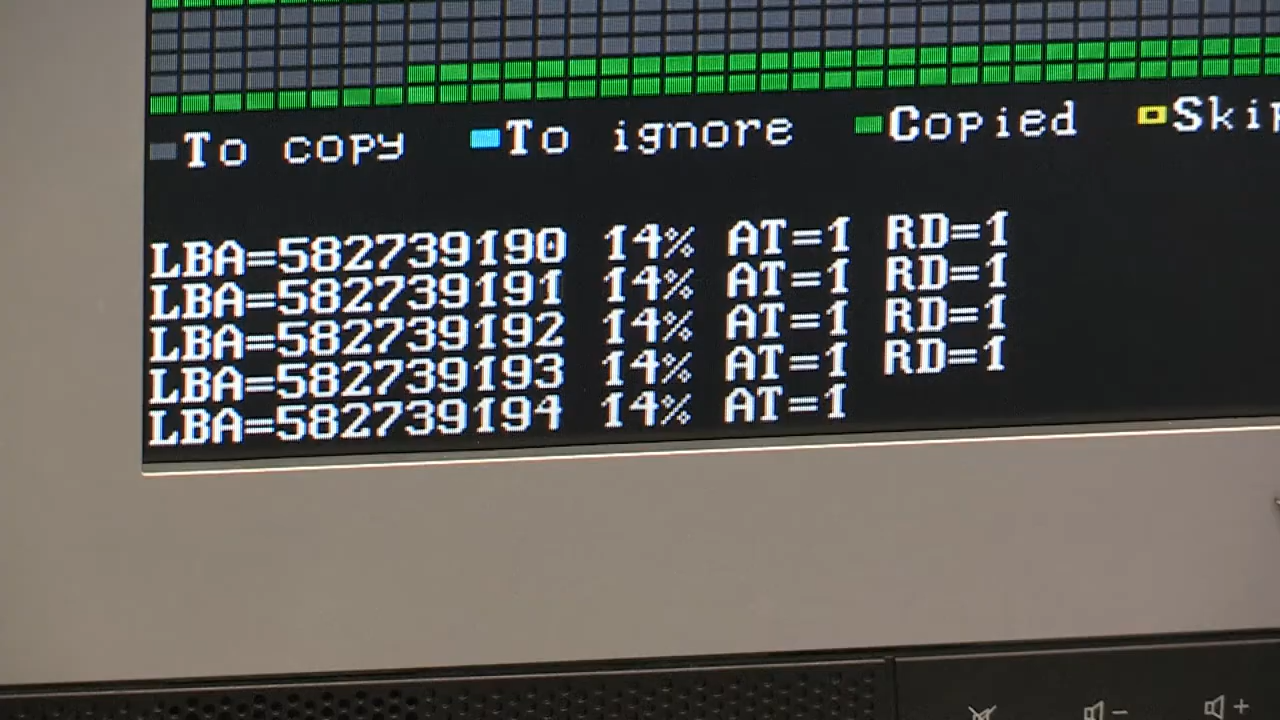 To copy To ignore Copied
LBA=582739190 14% AT=1 RD=1
LBA=582739191 14% AT=1 RD=1
LBA=582739192 14% AT=1 RD=1
LBA=582739193 14% AT=1 RD=1
LBA=582739194 14% AT=1